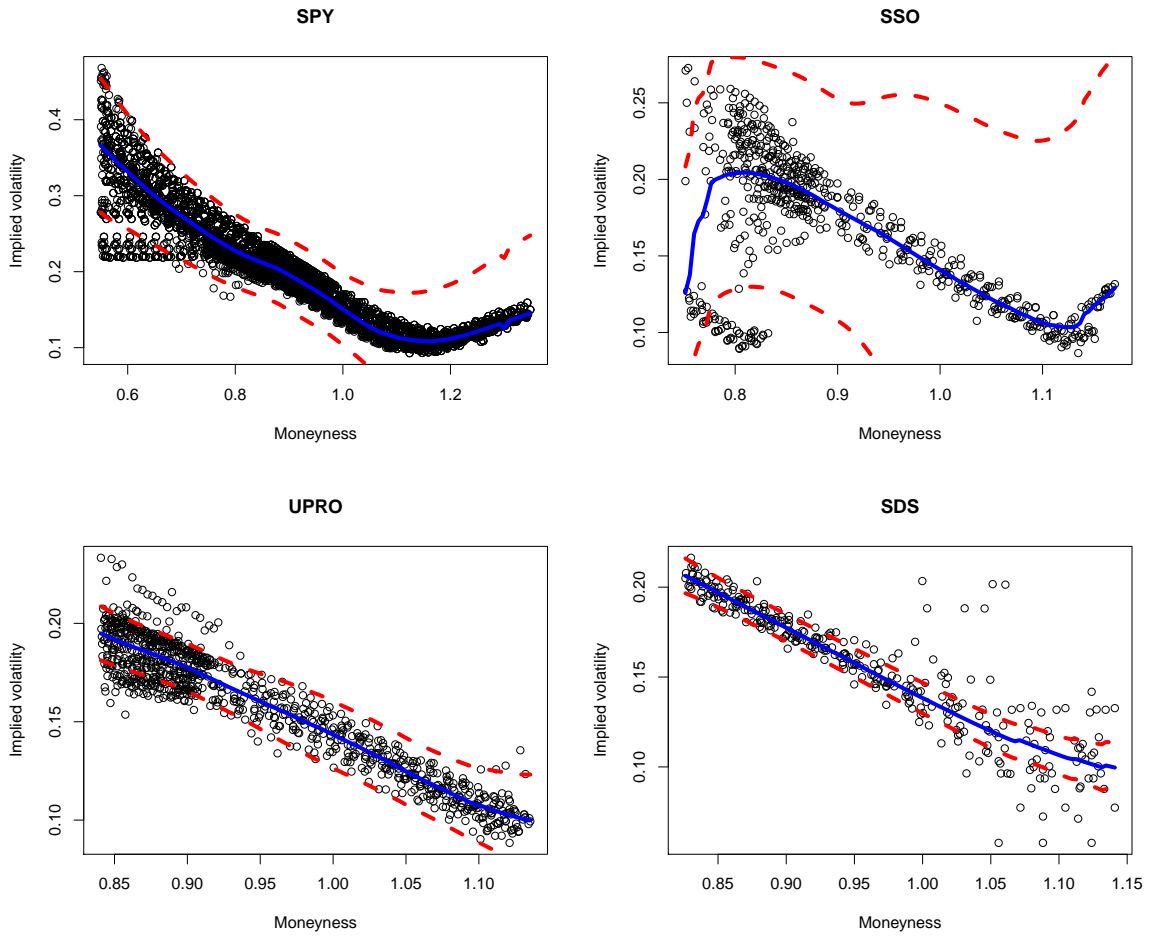 SPY
Implied volatility
0.1 0.2 0.3 0.4
0.6 0.8 1.0 1.2
Moneyness
SSO
Implied volatility
0.10 0.15 0.20 0.25
0.8 0.9 1.0 1.1
Moneyness
UPRO
Implied volatility
0.10 0.15 0.20
0.85 0.90 0.95 1.00 1.05 1.10
Moneyness
SDS
Implied volatility
0.10 0.15 0.20
0.85 0.90 0.95 1.00 1.05 1.10 1.15
Moneyness